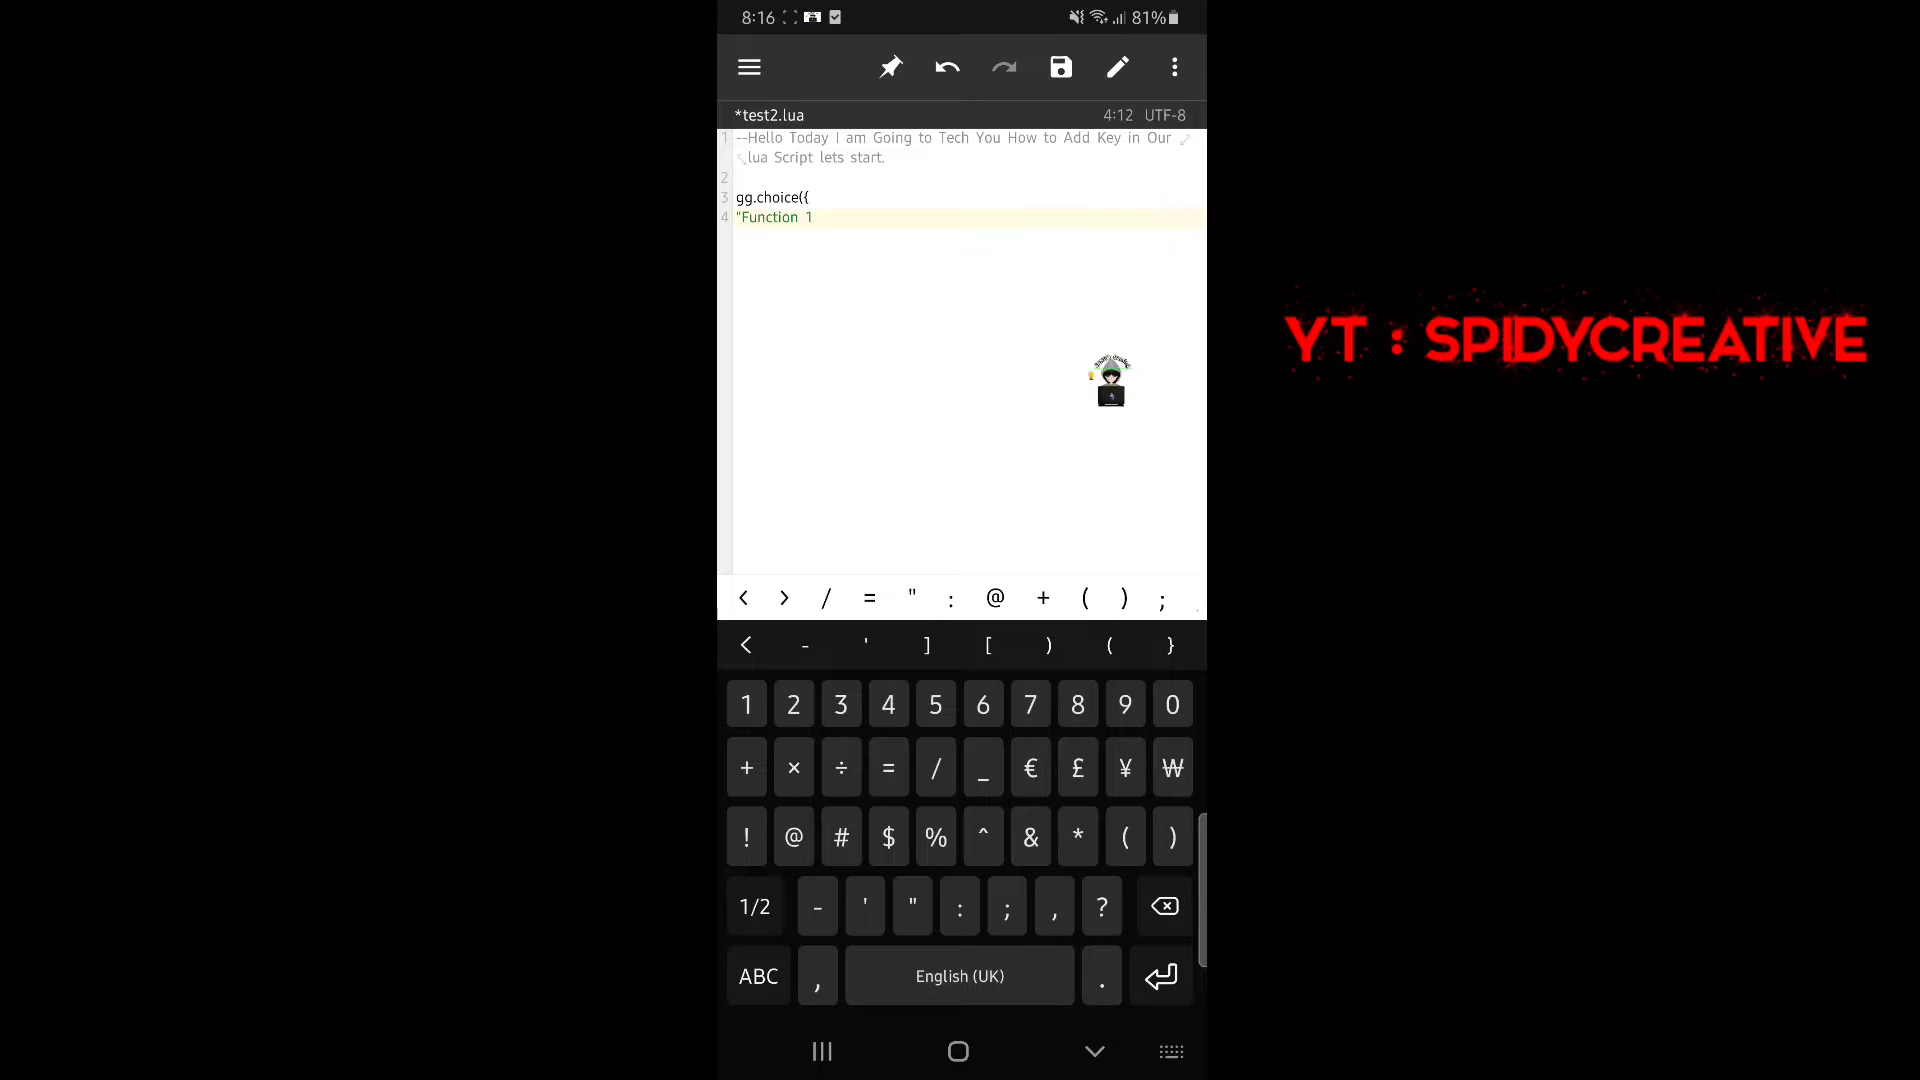 8:16 81%
*test2.lua 4:12 UTF-8
1 --Hello Today I am Going to Tech You How to Add Key in Our
lua Script lets start.
2
3 gg.choice({
4 "Function 1
YT : SPIDYCREATIVE
< > / = " : @ + ( ) ;
< - ' ] [ ) ( }
1 2 3 4 5 6 7 8 9 0
+ × ÷ = / _ € £ ¥ ₩
! @ # $ % ^ & * ( )
1/2 - ' " : ; , ?
ABC , English (UK) .